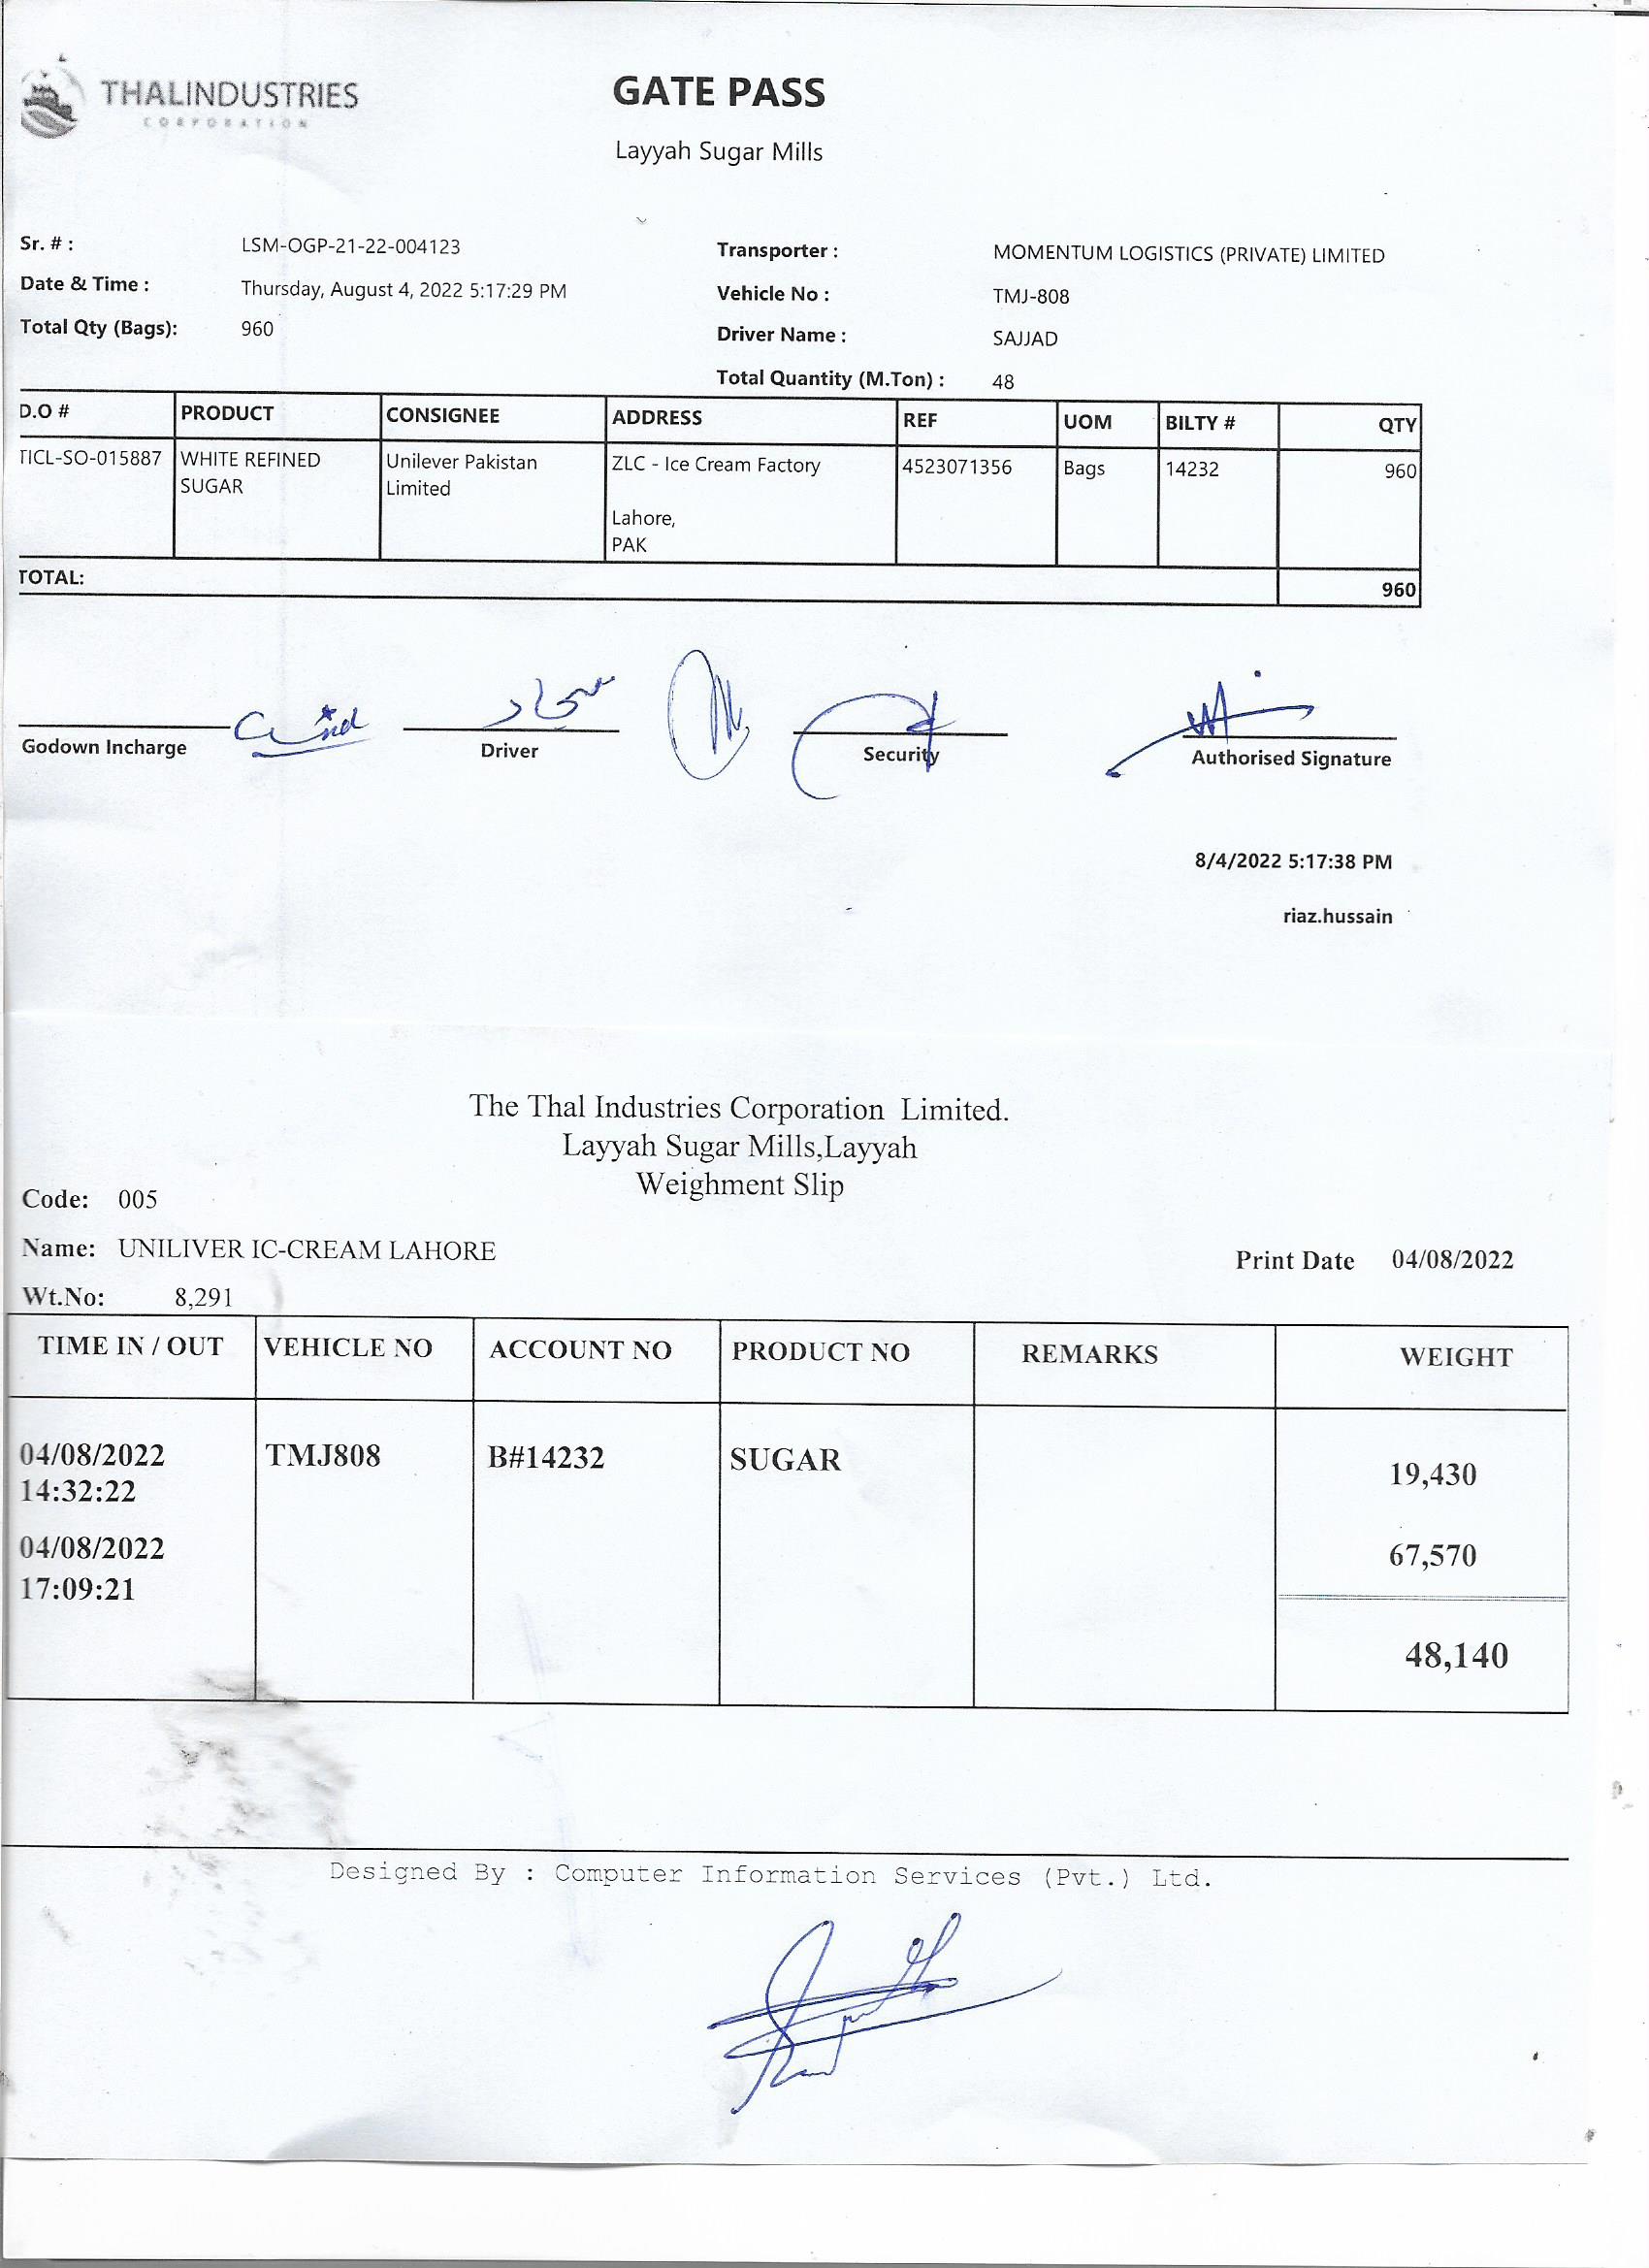 THALINDUSTRIES
CORPORATION
GATE PASS
Layyah Sugar Mills
Sr. # : LSM-OGP-21-22-004123
Date & Time : Thursday, August 4, 2022 5:17:29 PM
Total Qty (Bags): 960
Transporter : MOMENTUM LOGISTICS (PRIVATE) LIMITED
Vehicle No : TMJ-808
Driver Name : SAJJAD
Total Quantity (M.Ton) : 48
D.O # PRODUCT CONSIGNEE ADDRESS REF UOM BILTY # QTY
TICL-SO-015887 WHITE REFINED Unilever Pakistan ZLC - Ice Cream Factory 4523071356 Bags 14232 960
SUGAR Limited
Lahore,
PAK
TOTAL: 960
سجاد
Godown Incharge Driver Security Authorised Signature
8/4/2022 5:17:38 PM
riaz.hussain
The Thal Industries Corporation Limited.
Layyah Sugar Mills,Layyah
Weighment Slip
Code: 005
Name: UNILIVER IC-CREAM LAHORE
Print Date 04/08/2022
Wt.No: 8,291
TIME IN / OUT VEHICLE NO ACCOUNT NO PRODUCT NO REMARKS WEIGHT
04/08/2022 TMJ808 B#14232 SUGAR 19,430
14:32:22
04/08/2022 67,570
17:09:21
48,140
Designed By : Computer Information Services (Pvt.) Ltd.